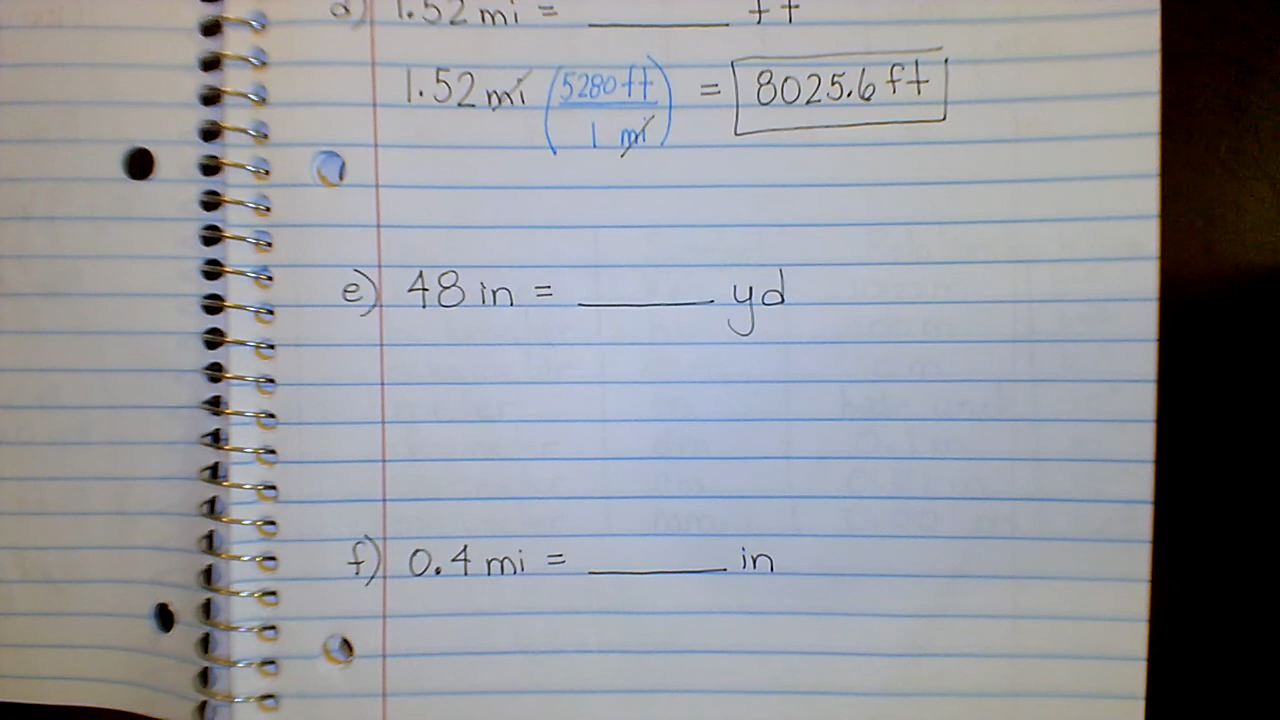 d) 1.52 mi = ______ ft
1.52 mi (5280 ft / 1 mi) = 8025.6 ft
e) 48 in = ______ yd
f) 0.4 mi = ______ in